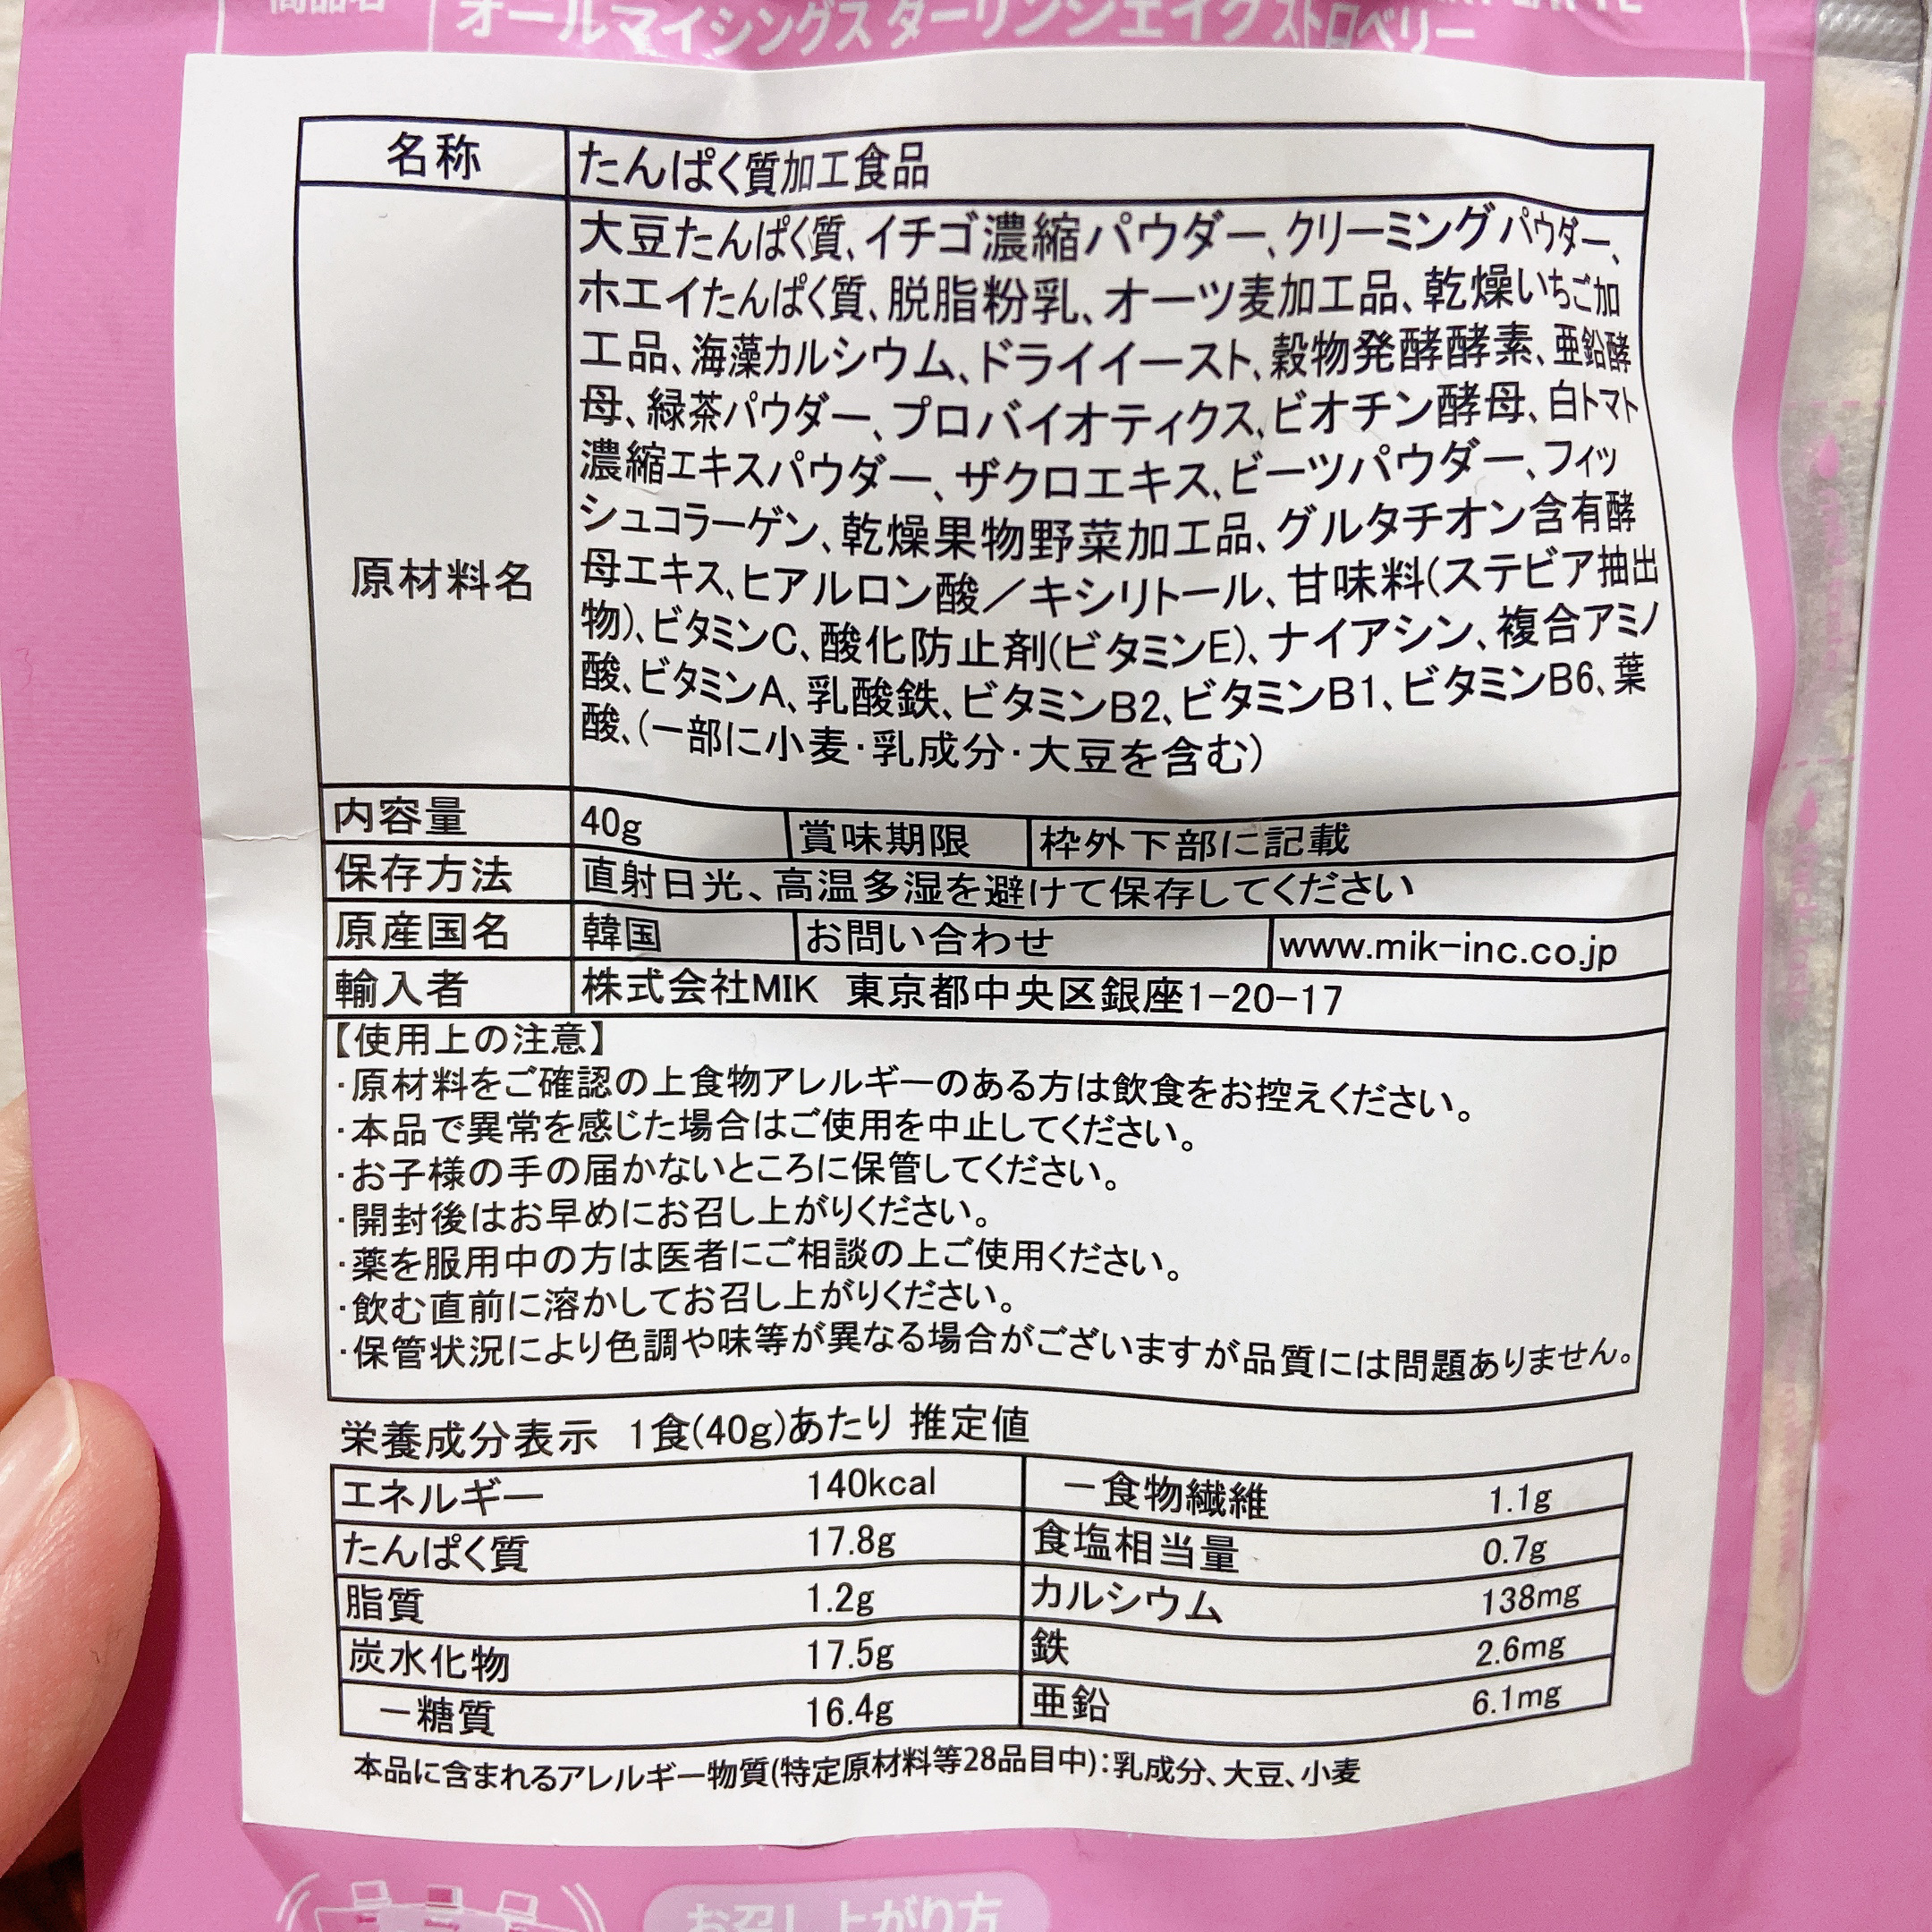 商品名
オールマイシングス ダーリンシェイク ストロベリー
名称 たんぱく質加工食品
原材料名
大豆たんぱく質、イチゴ濃縮パウダー、クリーミングパウダー、
ホエイたんぱく質、脱脂粉乳、オーツ麦加工品、乾燥いちご加
工品、海藻カルシウム、ドライイースト、穀物発酵酵素、亜鉛酵
母、緑茶パウダー、プロバイオティクス、ビオチン酵母、白トマト
濃縮エキスパウダー、ザクロエキス、ビーツパウダー、フィッ
シュコラーゲン、乾燥果物野菜加工品、グルタチオン含有酵
母エキス、ヒアルロン酸／キシリトール、甘味料(ステビア抽出
物)、ビタミンC、酸化防止剤(ビタミンE)、ナイアシン、複合アミノ
酸、ビタミンA、乳酸鉄、ビタミンB2、ビタミンB1、ビタミンB6、葉
酸、(一部に小麦・乳成分・大豆を含む)
内容量 40g 賞味期限 枠外下部に記載
保存方法 直射日光、高温多湿を避けて保存してください
原産国名 韓国 お問い合わせ www.mik-inc.co.jp
輸入者 株式会社MIK 東京都中央区銀座1-20-17
【使用上の注意】
・原材料をご確認の上食物アレルギーのある方は飲食をお控えください。
・本品で異常を感じた場合はご使用を中止してください。
・お子様の手の届かないところに保管してください。
・開封後はお早めにお召し上がりください。
・薬を服用中の方は医者にご相談の上ご使用ください。
・飲む直前に溶かしてお召し上がりください。
・保管状況により色調や味等が異なる場合がございますが品質には問題ありません。
栄養成分表示 1食(40g)あたり 推定値
エネルギー 140kcal －食物繊維 1.1g
たんぱく質 17.8g 食塩相当量 0.7g
脂質 1.2g カルシウム 138mg
炭水化物 17.5g 鉄 2.6mg
－糖質 16.4g 亜鉛 6.1mg
本品に含まれるアレルギー物質(特定原材料等28品目中):乳成分、大豆、小麦
お召し上がり方